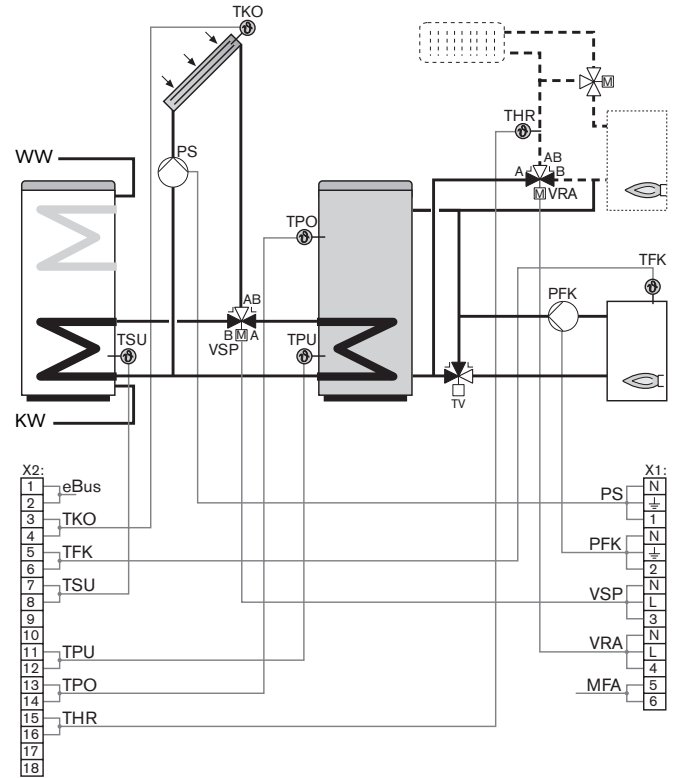 TKO
THR
M
AB
A
B
M
VRA
PS
WW
TPO
TFK
PFK
AB
B
M
A
VSP
TSU
TPU
TV
KW
X2:
1
eBus
2
3
TKO
4
5
TFK
6
7
TSU
8
9
10
11
TPU
12
13
TPO
14
15
THR
16
17
18
X1:
PS
N
1
PFK
N
2
VSP
N
L
3
VRA
N
L
4
MFA
5
6